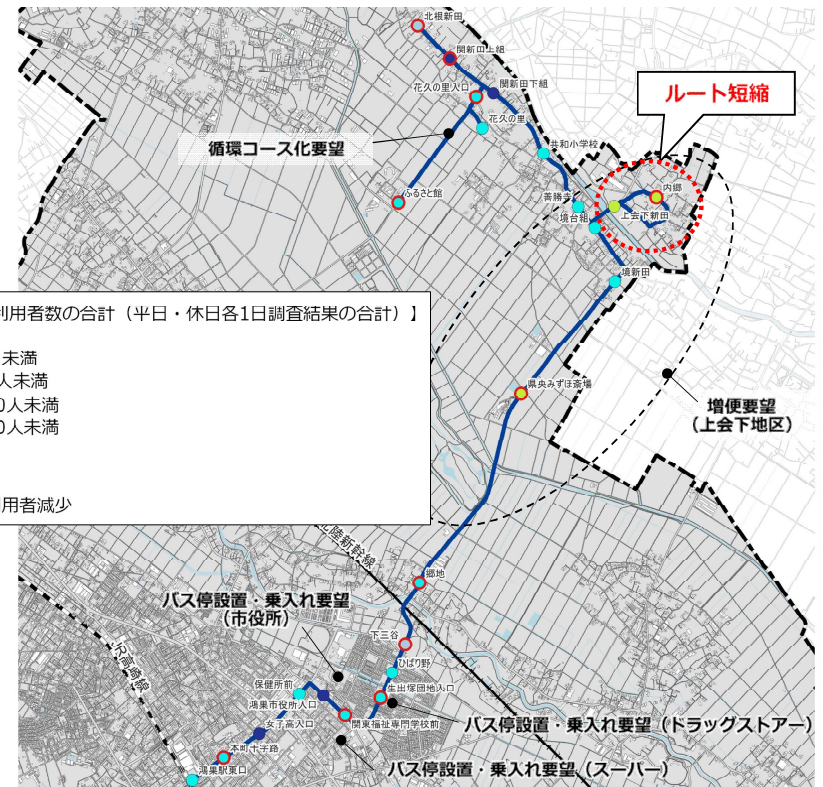 北根新田
関新田上組
関新田下組
花久の里入口
花久の里
ルート短縮
循環コース化要望
共和小学校
ふるさと館
善勝寺
内郷
上会下新田
境台組
境新田
利用者数の合計（平日・休日各1日調査結果の合計）】
未満
人未満
0人未満
0人未満
用者減少
県央みずほ斎場
増便要望
（上会下地区）
北陸新幹線
郷地
バス停設置・乗入れ要望
（市役所）
下三谷
JR高崎線
ひばり野
保健所前
生出塚団地入口
鴻巣市役所入口
女子高入口
関東福祉専門学校前
バス停設置・乗入れ要望（ドラッグストアー）
本町十字路
鴻巣駅東口
バス停設置・乗入れ要望（スーパー）